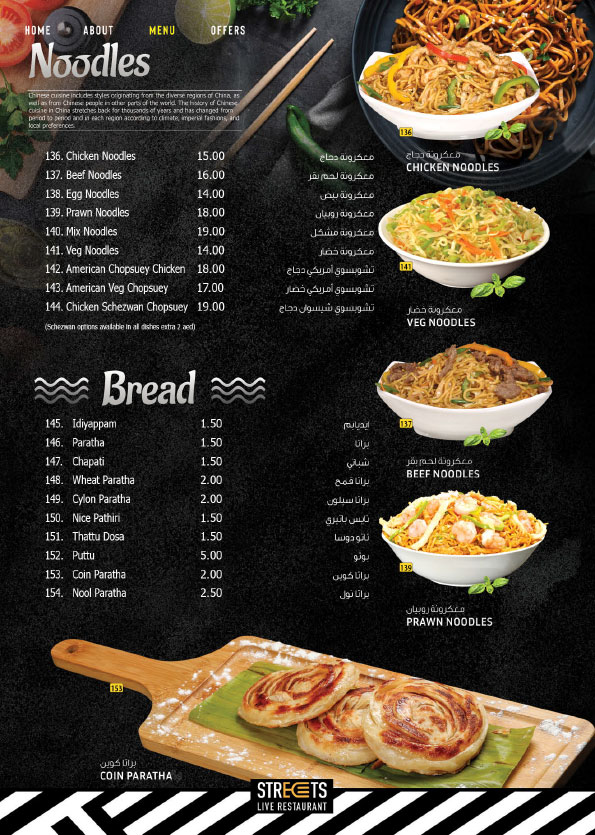 HOME ABOUT MENU OFFERS
Noodles
Chinese cuisine includes styles originating from the diverse regions of China, as
well as from Chinese people in other parts of the world. The history of Chinese
cuisine in China stretches back for thousands of years and has changed from
period to period and in each region according to climate, imperial fashions, and
local preferences.
136. Chicken Noodles 15.00 معكرونة دجاج
137. Beef Noodles 16.00 معكرونة لحم بقر
138. Egg Noodles 14.00 معكرونة بيض
139. Prawn Noodles 18.00 معكرونة روبيان
140. Mix Noodles 19.00 معكرونة مشكل
141. Veg Noodles 14.00 معكرونة خضار
142. American Chopsuey Chicken 18.00 تشوبسوي أمريكي دجاج
143. American Veg Chopsuey 17.00 تشوبسوي أمريكي خضار
144. Chicken Schezwan Chopsuey 19.00 تشوبسوي شيسوان دجاج
(Schezwan options available in all dishes extra 2 aed)
136
معكرونة دجاج
CHICKEN NOODLES
141
معكرونة خضار
VEG NOODLES
137
معكرونة لحم بقر
BEEF NOODLES
139
معكرونة روبيان
PRAWN NOODLES
Bread
145. Idiyappam 1.50 ايديابم
146. Paratha 1.50 براتا
147. Chapati 1.50 شباتي
148. Wheat Paratha 2.00 براتا قمح
149. Cylon Paratha 2.00 براتا سيلون
150. Nice Pathiri 1.50 نايس باتيري
151. Thattu Dosa 1.50 تاتو دوسا
152. Puttu 5.00 بوتو
153. Coin Paratha 2.00 براتا كوين
154. Nool Paratha 2.50 براتا نول
153
براتا كوين
COIN PARATHA
STREETS
LIVE RESTAURANT